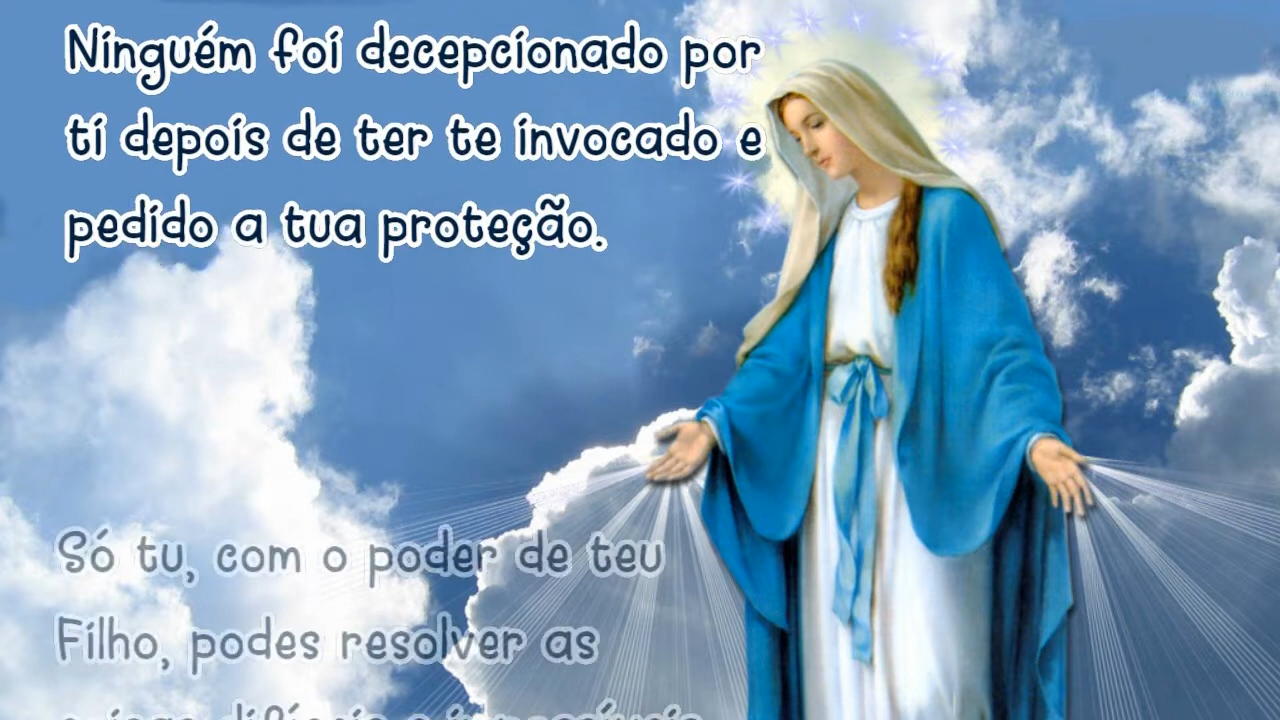 Ninguém foi decepcionado por
ti depois de ter te invocado e
pedido a tua proteção.
Só tu, com o poder de teu
Filho, podes resolver as